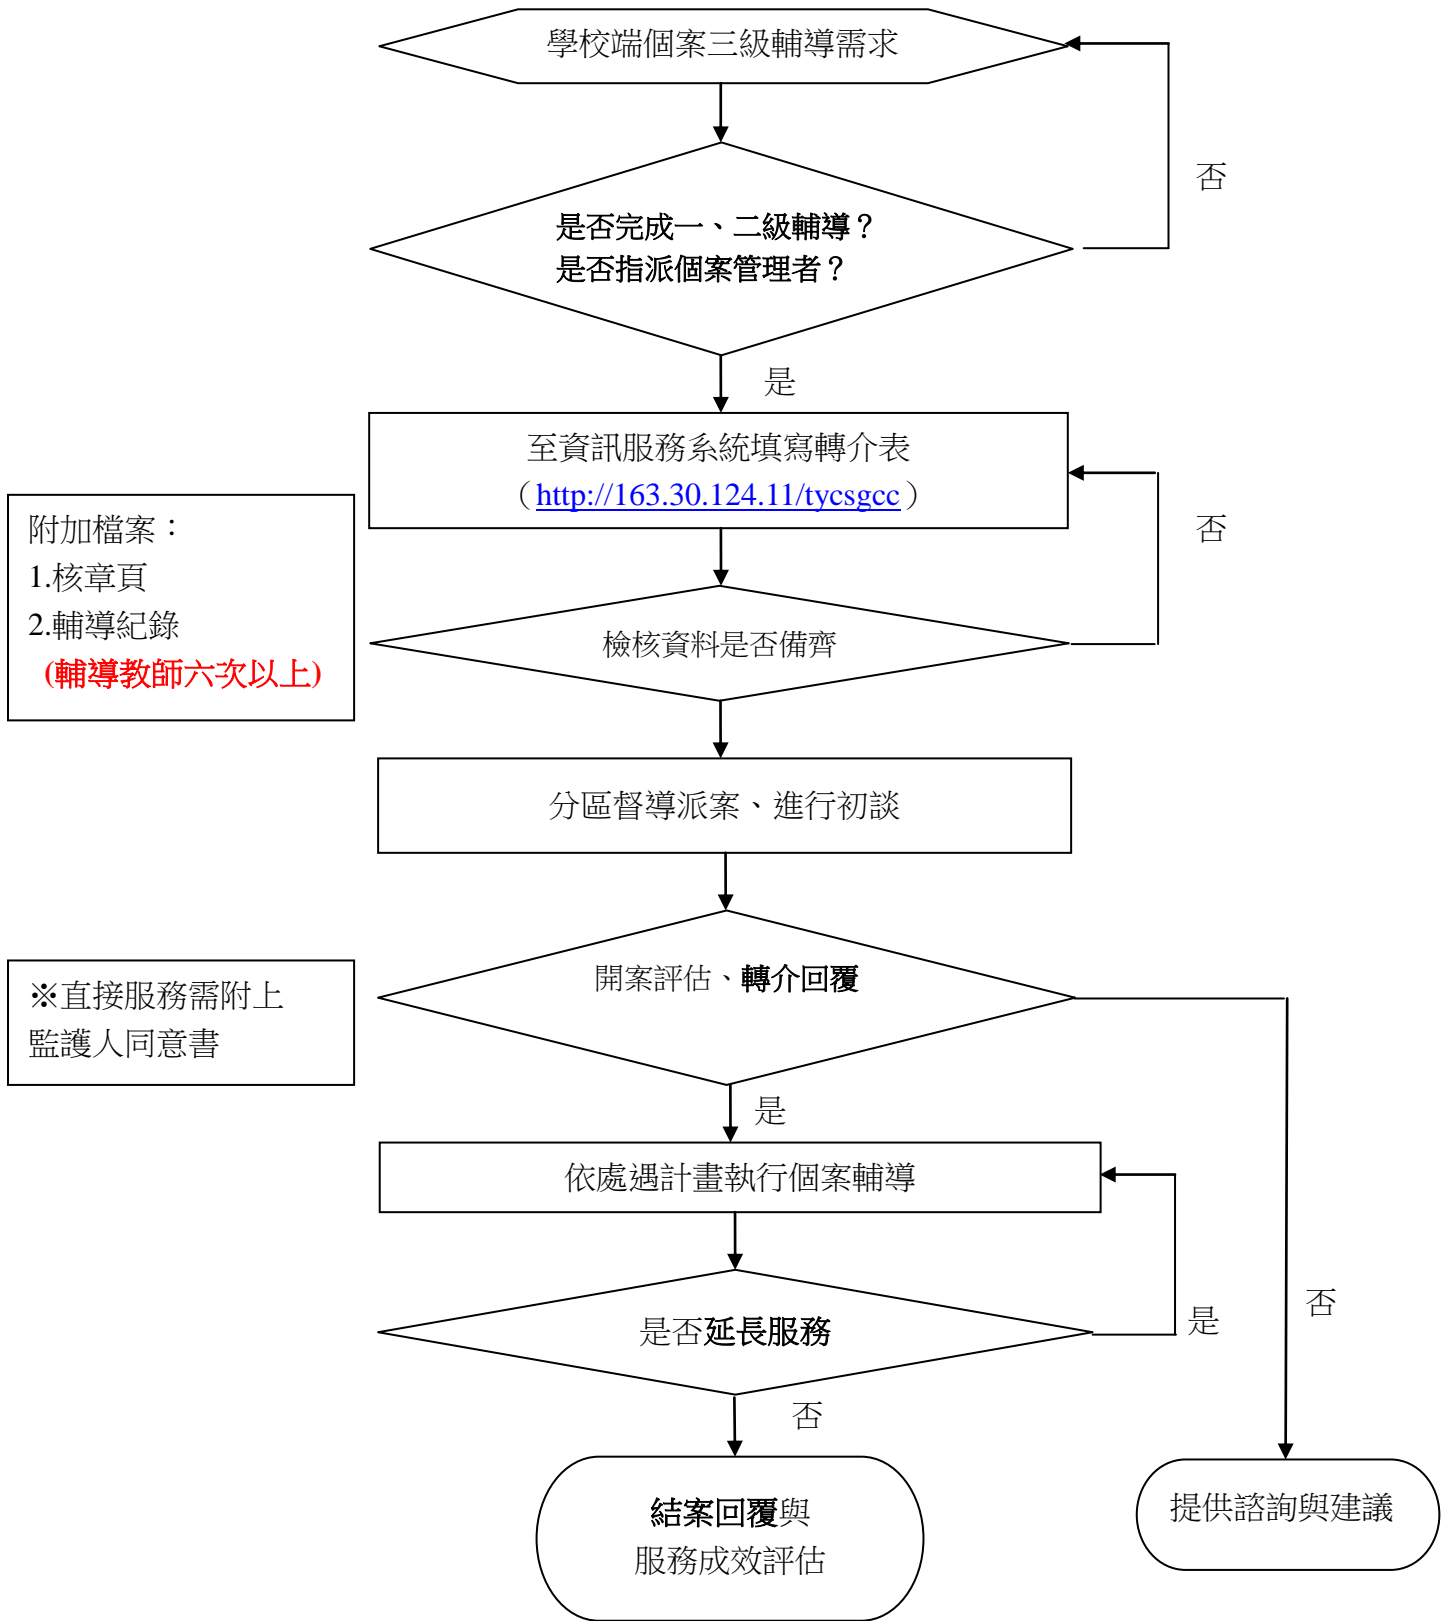 學校端個案三級輔導需求
否
是否完成一、二級輔導？
是否指派個案管理者？
是
至資訊服務系統填寫轉介表
（http://163.30.124.11/tycsgcc）
否
附加檔案：
1.核章頁
2.輔導紀錄
(輔導教師六次以上)
檢核資料是否備齊
分區督導派案、進行初談
開案評估、轉介回覆
※直接服務需附上
監護人同意書
是
依處遇計畫執行個案輔導
是否延長服務
是
否
否
結案回覆與
服務成效評估
提供諮詢與建議